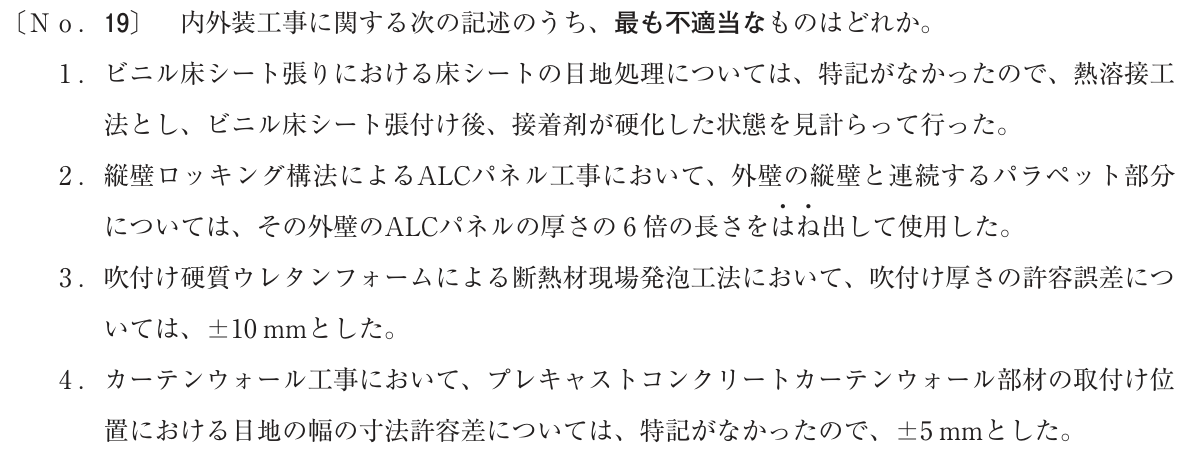 〔Ｎｏ．19〕　内外装工事に関する次の記述のうち、最も不適当なものはどれか。
１．ビニル床シート張りにおける床シートの目地処理については、特記がなかったので、熱溶接工
法とし、ビニル床シート張付け後、接着剤が硬化した状態を見計らって行った。
２．縦壁ロッキング構法によるALCパネル工事において、外壁の縦壁と連続するパラペット部分
については、その外壁のALCパネルの厚さの６倍の長さをはね出して使用した。
３．吹付け硬質ウレタンフォームによる断熱材現場発泡工法において、吹付け厚さの許容誤差につ
いては、±10 mmとした。
４．カーテンウォール工事において、プレキャストコンクリートカーテンウォール部材の取付け位
置における目地の幅の寸法許容差については、特記がなかったので、±5 mmとした。